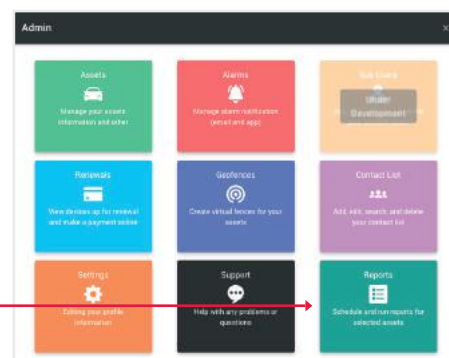 Admin
×
Assets
Manage your assets
information and other
Alarms
Manage alarm notification
(email and app)
Under
Development
Renewals
View devices up for renewal
and make a payment online
Geofences
Create virtual fences for your
assets
Contact List
Add, edit, search, and delete
your contact list
Settings
Editing your profile
information
Support
Help with any problems or
questions
Reports
Schedule and run reports for
selected assets